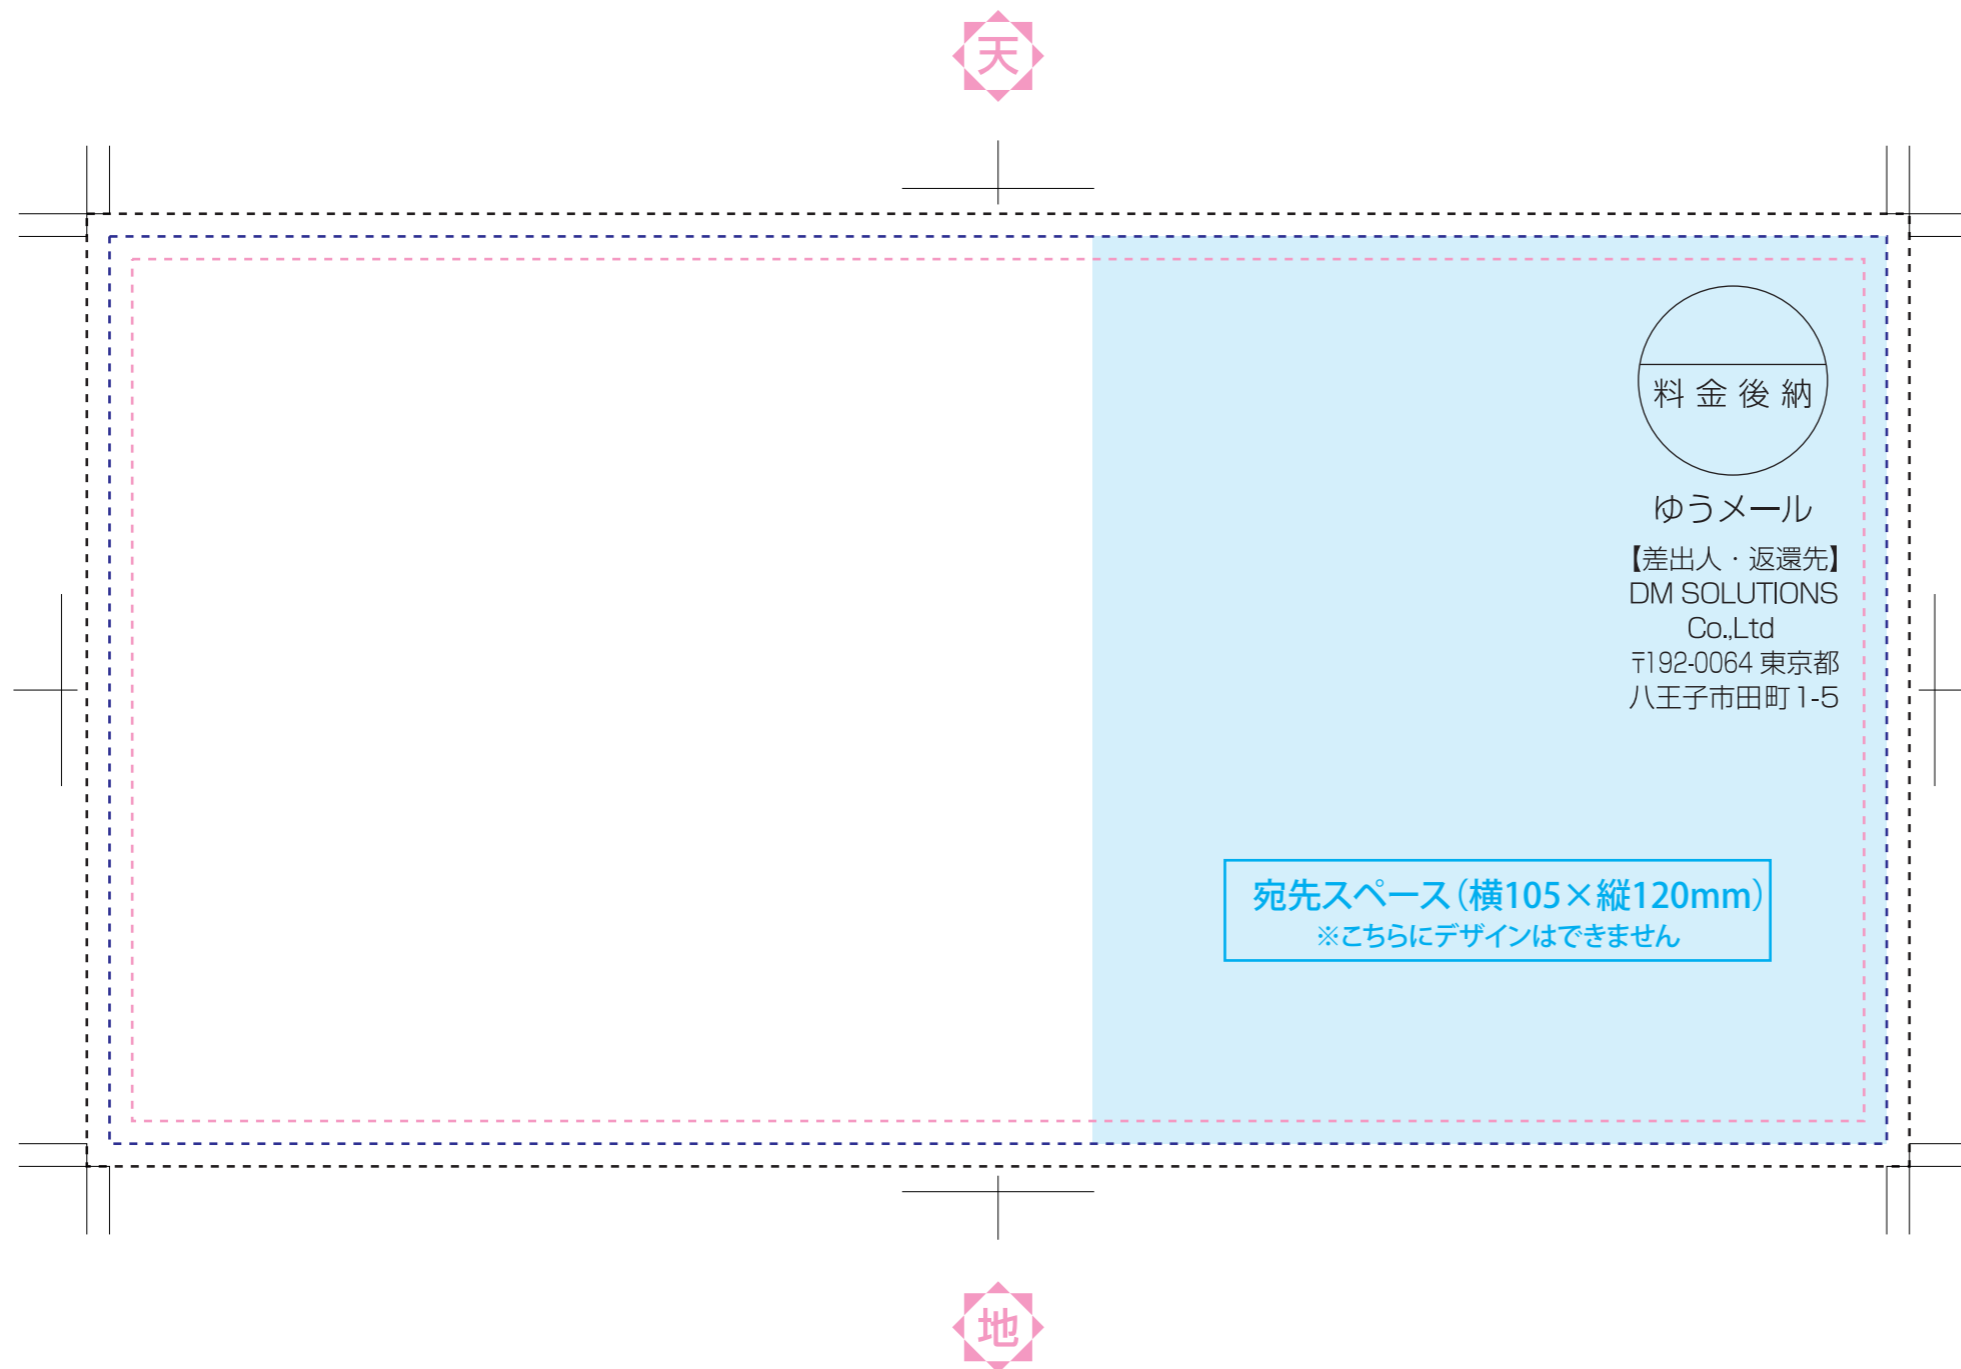 天
料金後納
ゆうメール
【差出人・返還先】
DM SOLUTIONS
Co.,Ltd
〒192-0064 東京都
八王子市田町1-5
宛先スペース（横105×縦120mm）
※こちらにデザインはできません
地